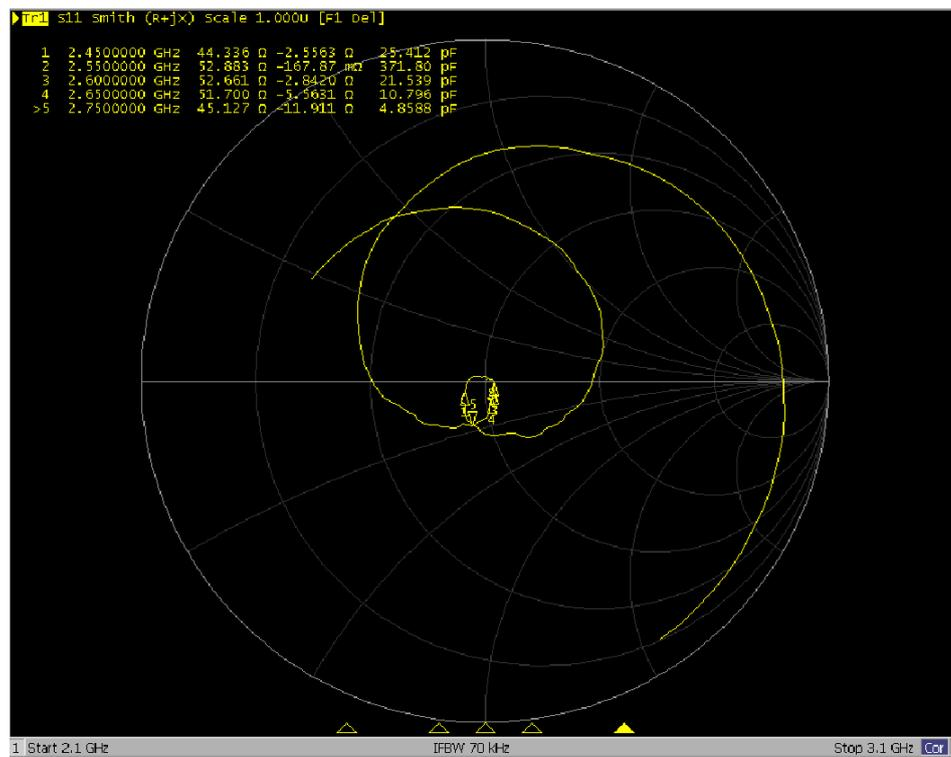 Tr1 S11 Smith (R+jX) Scale 1.000U [F1 Del]
1 2.4500000 GHz 44.336 Ω -2.5563 Ω 25.412 pF
2 2.5500000 GHz 52.883 Ω -167.87 mΩ 371.80 pF
3 2.6000000 GHz 52.661 Ω -2.8420 Ω 21.539 pF
4 2.6500000 GHz 51.700 Ω -5.5631 Ω 10.796 pF
>5 2.7500000 GHz 45.127 Ω -11.911 Ω 4.8588 pF
1 Start 2.1 GHz IFBW 70 kHz Stop 3.1 GHz Cor